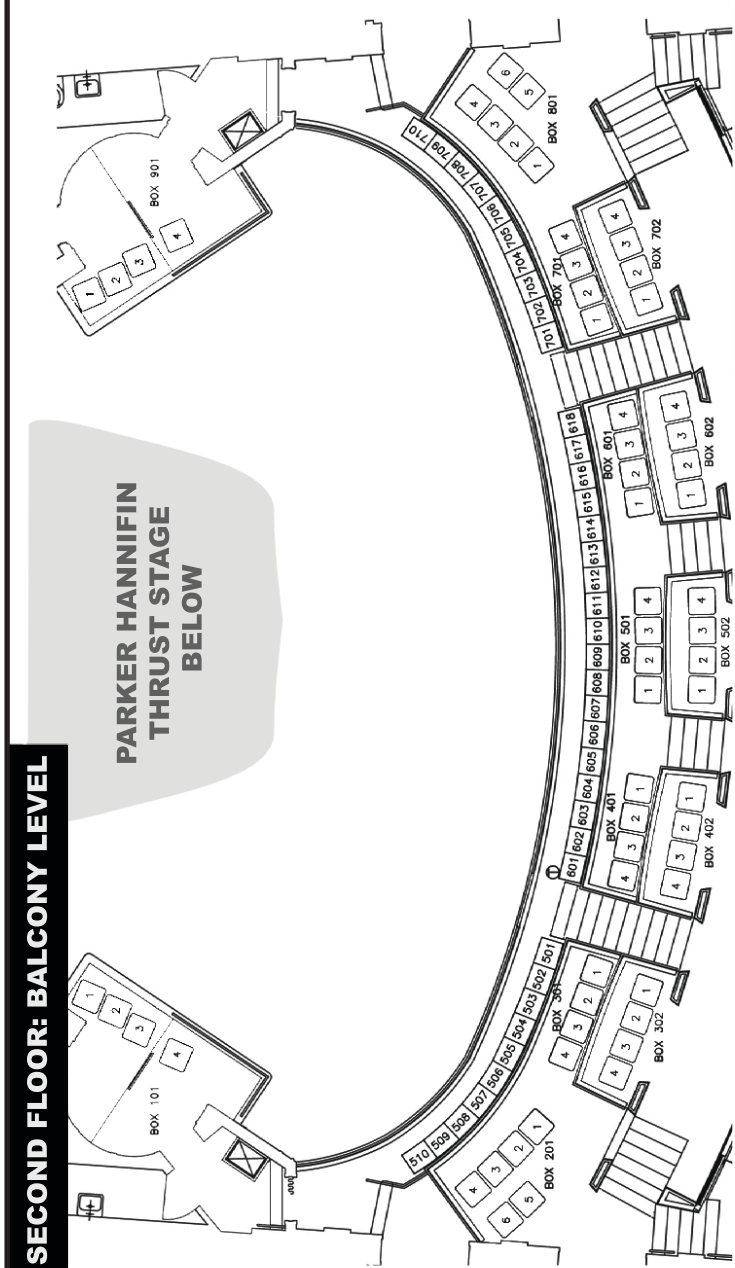 SECOND FLOOR: BALCONY LEVEL
PARKER HANNIFIN
THRUST STAGE
BELOW
BOX 101
1
2
3
4
BOX 901
1
2
3
4
510 509 508 507 506 505 504 503 502 501
601 602 603 604 605 606 607 608 609 610 611 612 613 614 615 616 617 618
701 702 703 704 705 706 707 708 709 710
BOX 201
6 5
4 3 2 1
BOX 301
4 3 2 1
BOX 302
4 3 2 1
BOX 401
4 3 2 1
BOX 402
4 3 2 1
BOX 501
1 2 3 4
BOX 502
1 2 3 4
BOX 601
1 2 3 4
BOX 602
1 2 3 4
BOX 701
1 2 3 4
BOX 702
1 2 3 4
BOX 801
1 2 3 4
5 6